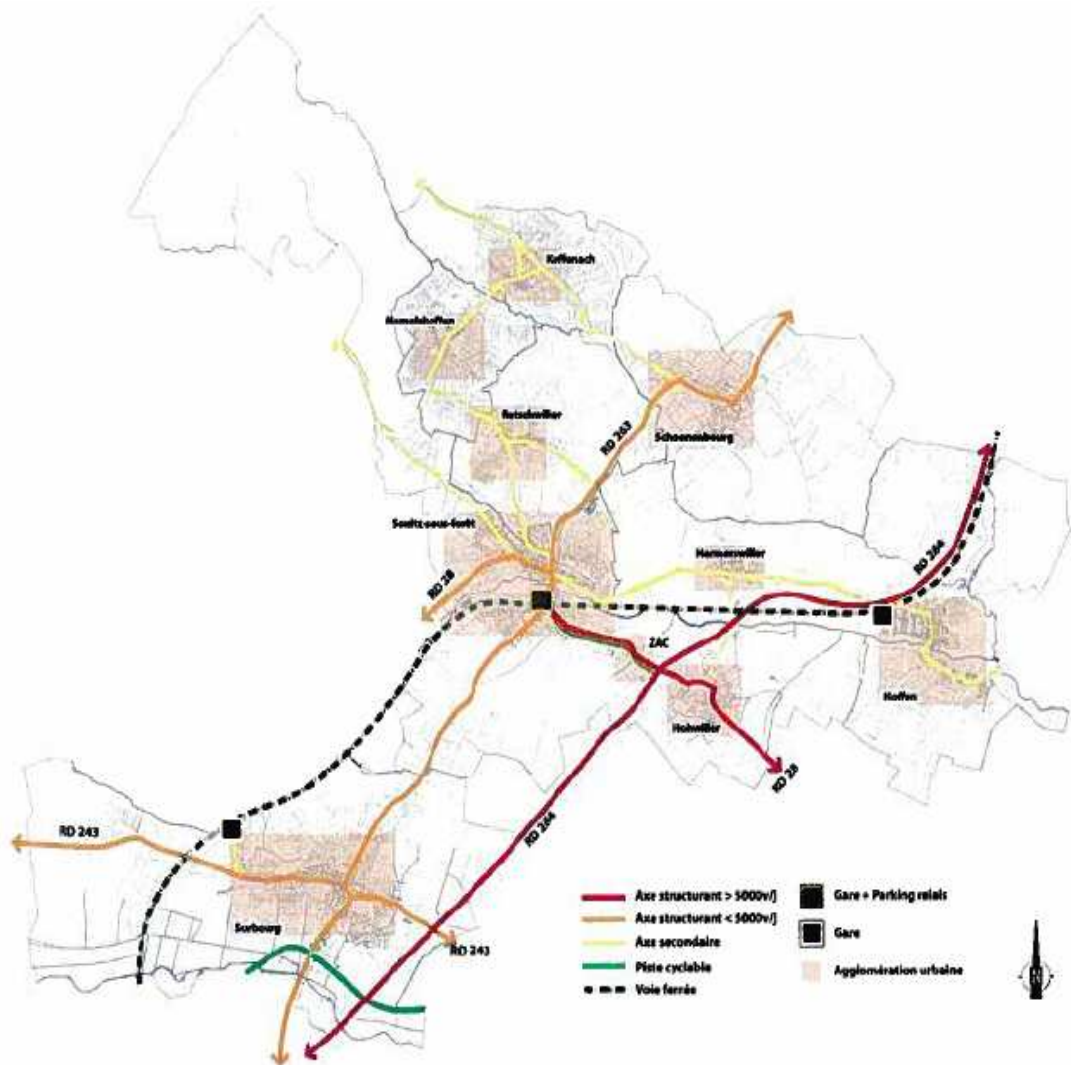 Keffenach
Memmelshoffen
Retschwiller
Schoenenbourg
RD 263
Soultz-sous-forêt
Hermerswiller
RD 264
RD 28
ZAC
Hoffen
Hohwiller
RD 28
RD 264
RD 243
Surbourg
RD 243
Axe structurant > 5000v/j
Axe structurant < 5000v/j
Axe secondaire
Piste cyclable
Voie ferrée
Gare + Parking relais
Gare
Agglomération urbaine